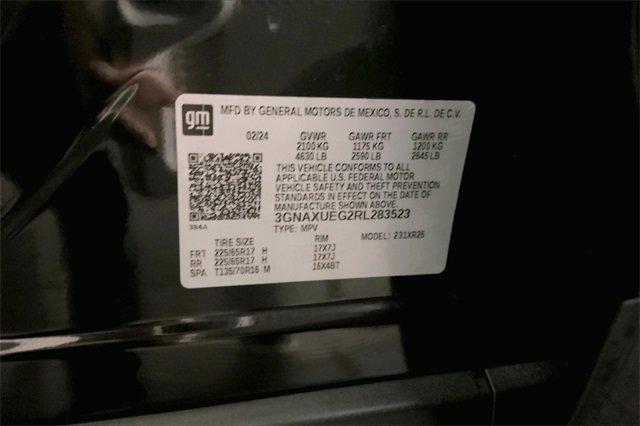 gm
MFD BY GENERAL MOTORS DE MEXICO, S. DE R.L. DE C.V.
02/24 GVWR GAWR FRT GAWR RR
2100 KG 1175 KG 1200 KG
4630 LB 2590 LB 2645 LB
THIS VEHICLE CONFORMS TO ALL
APPLICABLE U.S. FEDERAL MOTOR
VEHICLE SAFETY AND THEFT PREVENTION
STANDARDS IN EFFECT ON THE DATE OF
MANUFACTURE SHOWN ABOVE.
3GNAXUEG2RL283523
384A
TYPE: MPV
TIRE SIZE RIM MODEL: 231XR26
FRT 225/65R17 H 17X7J
RR 225/65R17 H 17X7J
SPA T135/70R16 M 16X4BT